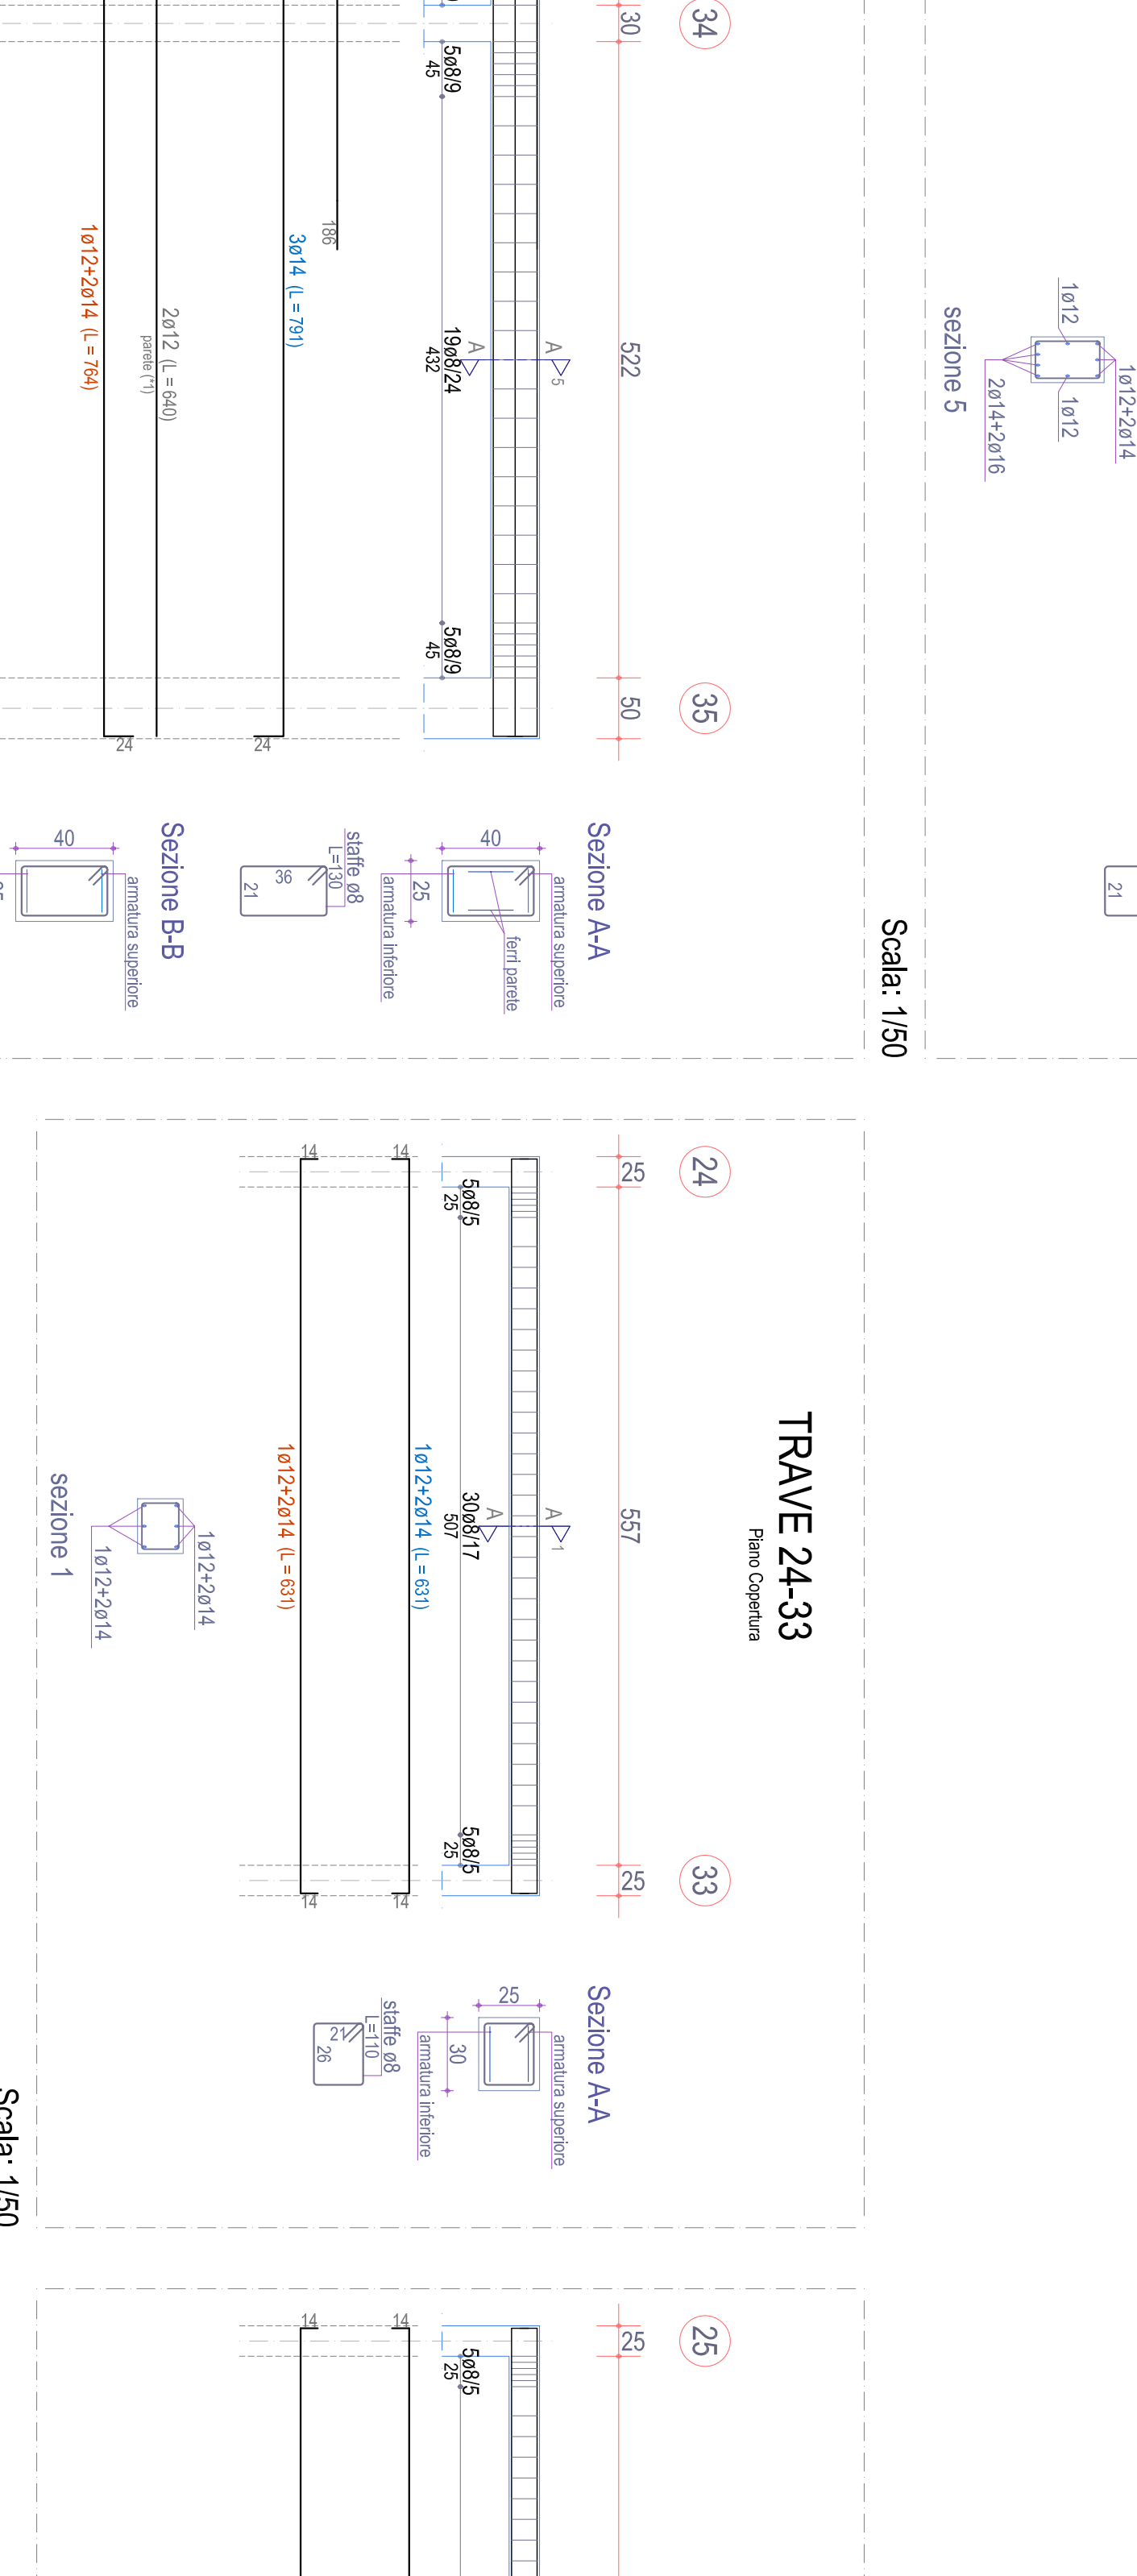 34
35
30
522
50
5ø8/9
45
19ø8/24
432
5ø8/9
45
A
A
5
186
3ø14 (L = 791)
24
2ø12 (L = 640)
parete (*1)
1ø12+2ø14 (L = 764)
24
1ø12+2ø14
1ø12
1ø12
2ø14+2ø16
sezione 5
21
Scala: 1/50
Sezione A-A
40
25
armatura superiore
ferri parete
armatura inferiore
staffe ø8
L=130
36
21
Sezione B-B
40
armatura superiore
TRAVE 24-33
Piano Copertura
24
33
25
557
25
A
A
1
5ø8/5
25
30ø8/17
507
5ø8/5
25
14
1ø12+2ø14 (L = 631)
14
14
1ø12+2ø14 (L = 631)
14
1ø12+2ø14
1ø12+2ø14
sezione 1
Sezione A-A
25
30
armatura superiore
armatura inferiore
staffe ø8
L=110
21
26
Scala: 1/50
25
25
5ø8/5
25
14
14